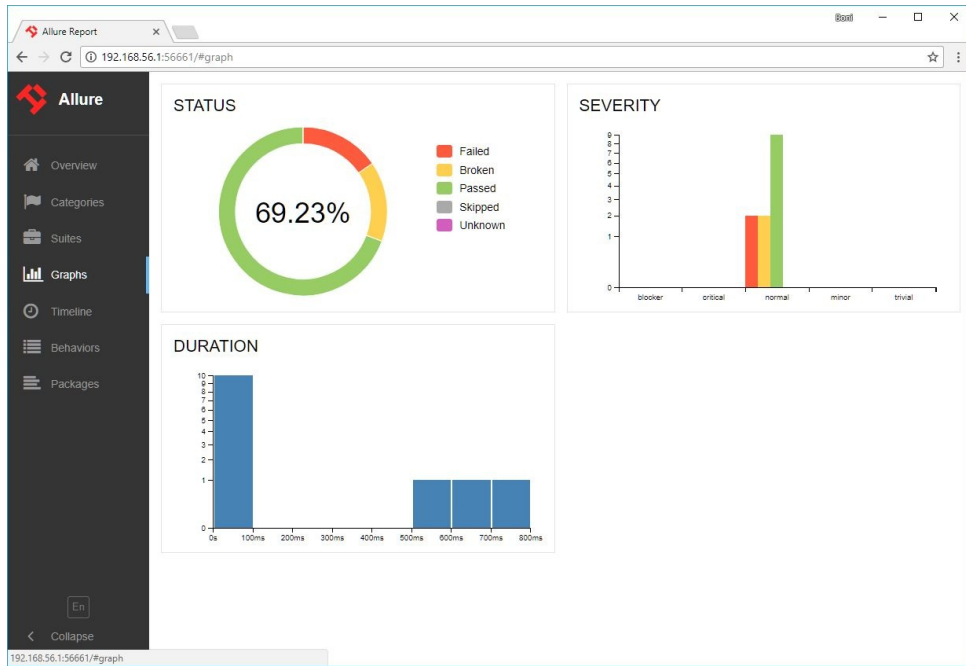 Boni
Allure Report
192.168.56.1:56661/#graph
Allure
Overview
Categories
Suites
Graphs
Timeline
Behaviors
Packages
En
Collapse
192.168.56.1:56661/#graph
STATUS
69.23%
Failed
Broken
Passed
Skipped
Unknown
SEVERITY
9
8
7
6
5
4
3
2
1
0
blocker critical normal minor trivial
DURATION
10
9
8
7
6
5
4
3
2
1
0
0s 100ms 200ms 300ms 400ms 500ms 600ms 700ms 800ms